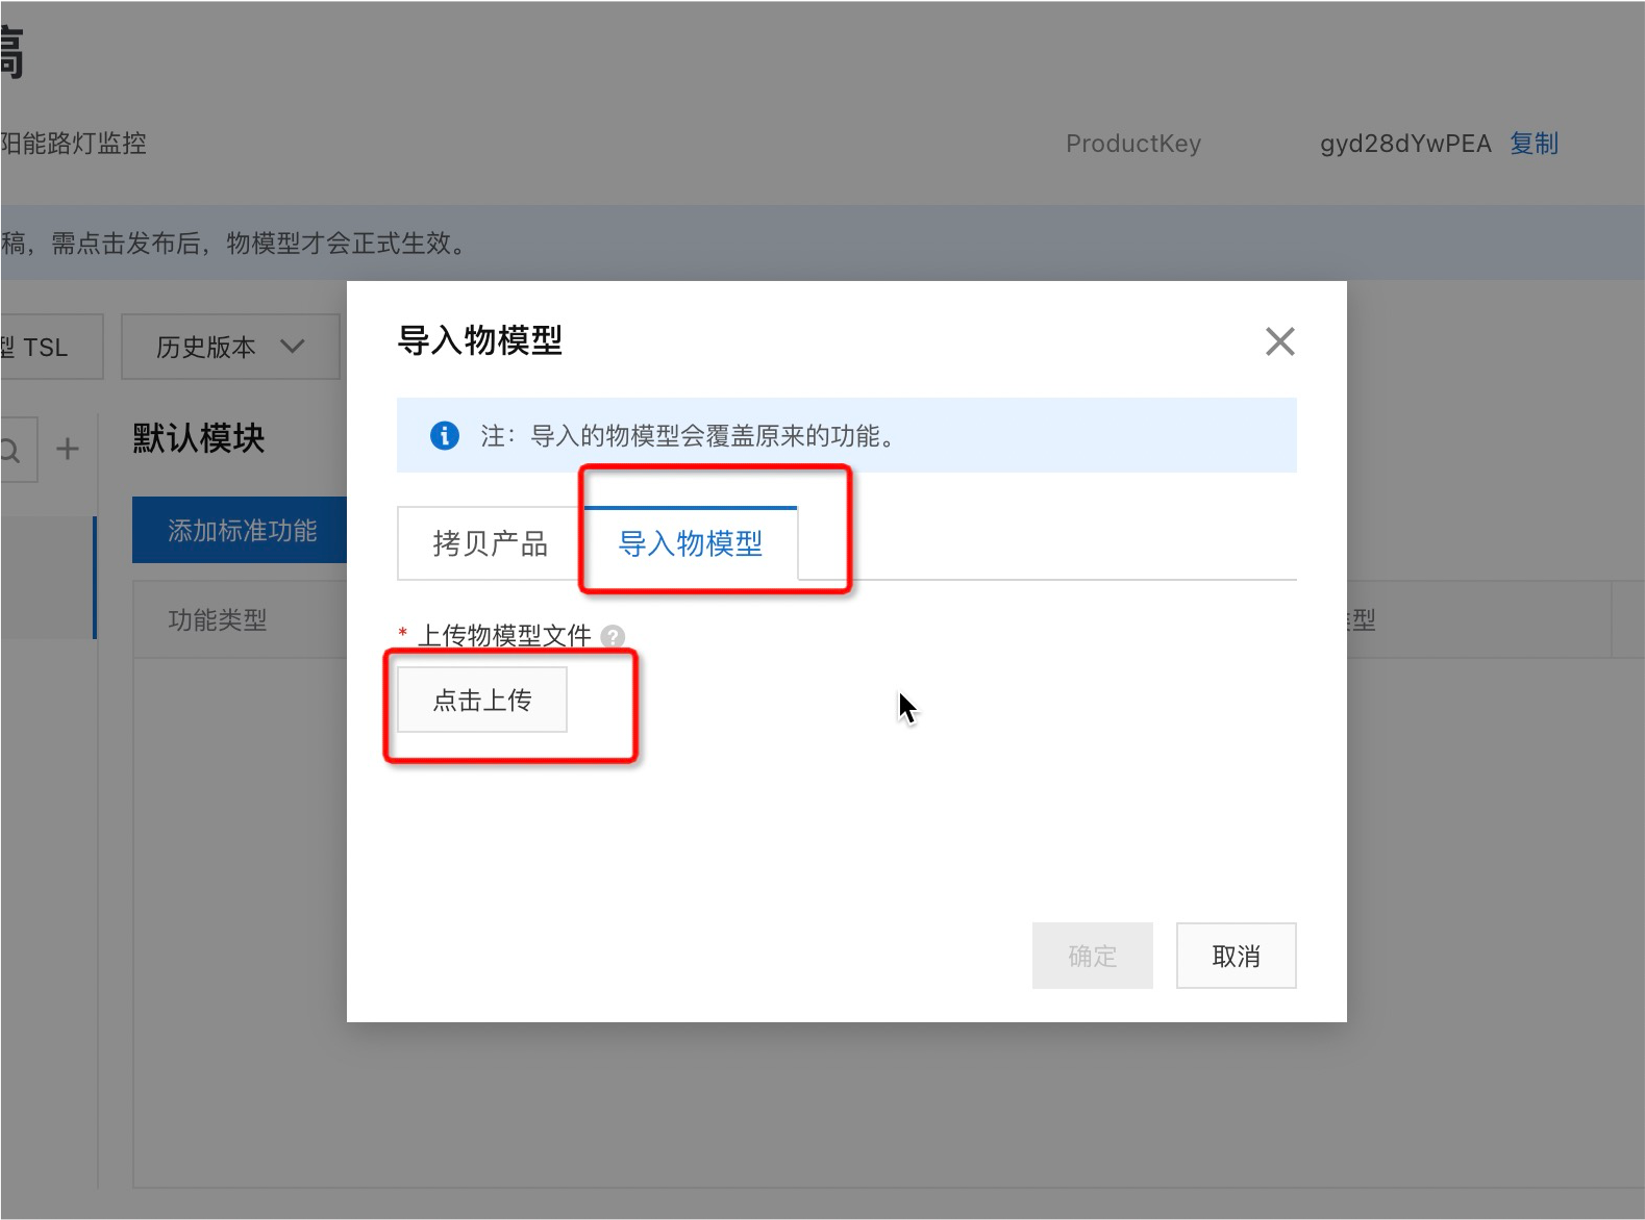 稿
阳能路灯监控
ProductKey
gyd28dYwPEA 复制
稿，需点击发布后，物模型才会正式生效。
型 TSL
历史版本
默认模块
添加标准功能
功能类型
型
导入物模型
注：导入的物模型会覆盖原来的功能。
拷贝产品
导入物模型
* 上传物模型文件 ?
点击上传
确定
取消